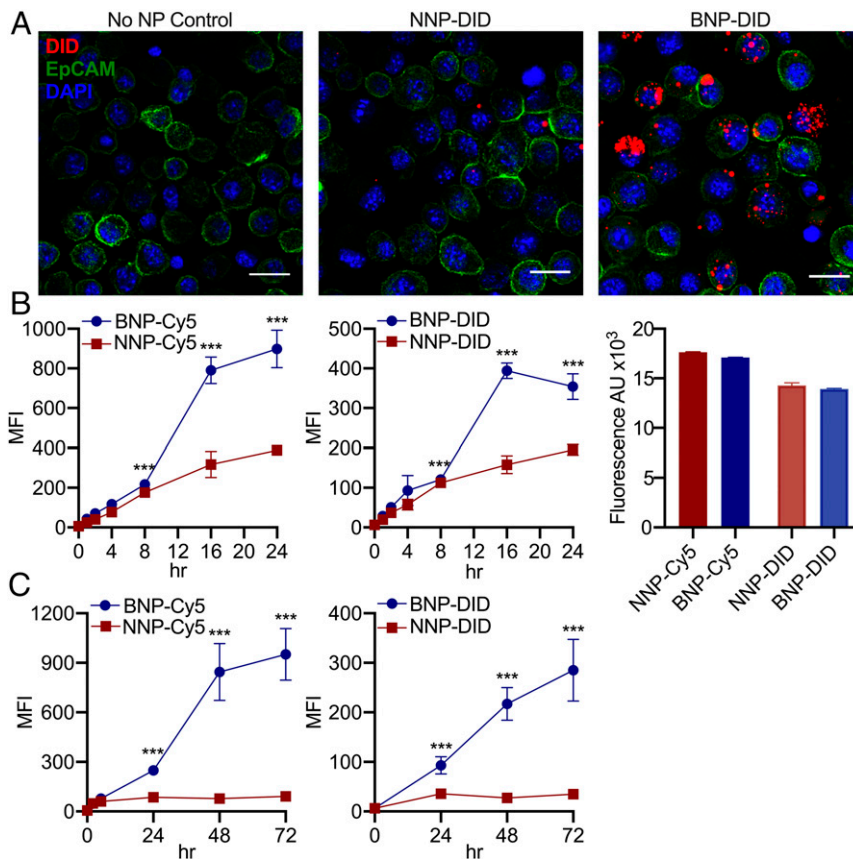 A
No NP Control
NNP-DID
BNP-DID
DID
EpCAM
DAPI
B
BNP-Cy5
NNP-Cy5
1000
800
600
400
200
0
MFI
***
***
***
0 4 8 12 16 20 24
hr
BNP-DID
NNP-DID
500
400
300
200
100
0
MFI
***
***
***
0 4 8 12 16 20 24
hr
20
15
10
5
0
Fluorescence AU x10³
NNP-Cy5
BNP-Cy5
NNP-DID
BNP-DID
C
BNP-Cy5
NNP-Cy5
1200
900
600
300
0
MFI
***
***
***
0 24 48 72
hr
BNP-DID
NNP-DID
400
300
200
100
0
MFI
***
***
***
0 24 48 72
hr